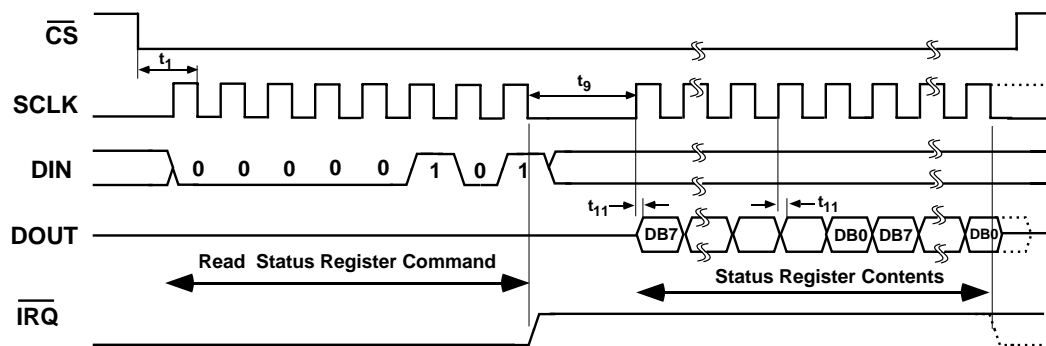 CS
t1
SCLK
t9
DIN 0 0 0 0 0 1 0 1
t11 t11
DOUT DB7 DB0 DB7 DB0
Read Status Register Command
Status Register Contents
IRQ